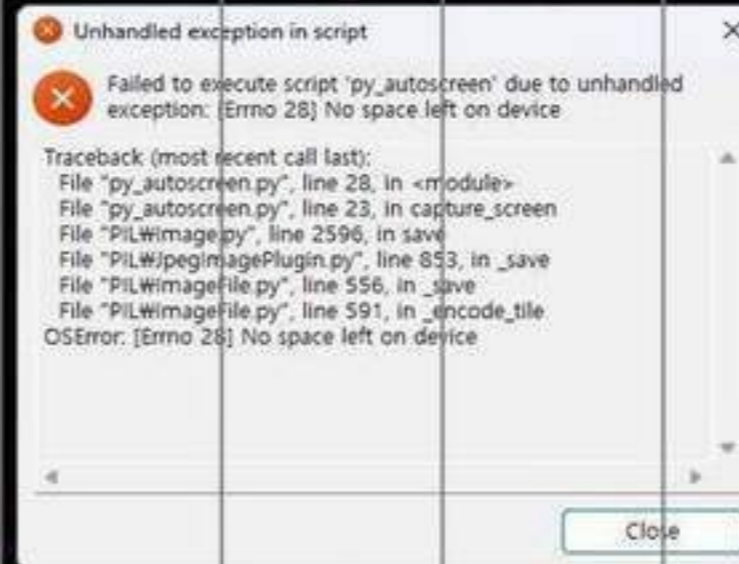 Unhandled exception in script
Failed to execute script 'py_autoscreen' due to unhandled
exception: [Errno 28] No space left on device
Traceback (most recent call last):
File "py_autoscreen.py", line 28, in <module>
File "py_autoscreen.py", line 23, in capture_screen
File "PIL₩Image.py", line 2596, in save
File "PIL₩JpegImagePlugin.py", line 853, in _save
File "PIL₩ImageFile.py", line 556, in _save
File "PIL₩ImageFile.py", line 591, in _encode_tile
OSError: [Errno 28] No space left on device
Close